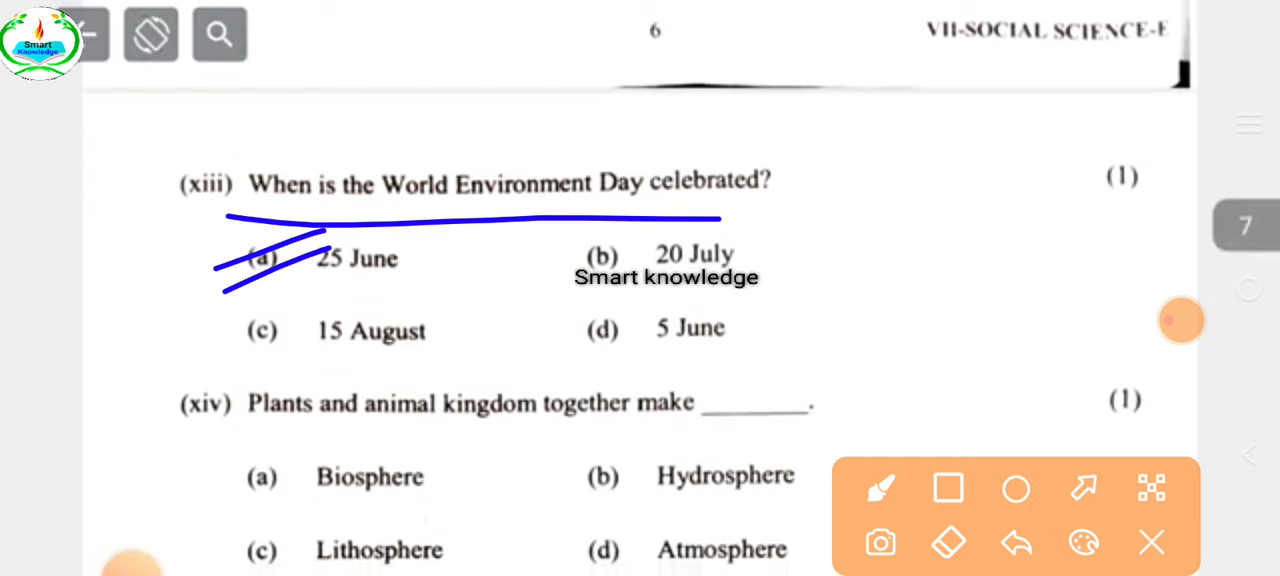 Smart
Knowledge
6
VII-SOCIAL SCIENCE-E
(xiii) When is the World Environment Day celebrated? (1)
7
(a) 25 June (b) 20 July
Smart knowledge
(c) 15 August (d) 5 June
(xiv) Plants and animal kingdom together make ________. (1)
(a) Biosphere (b) Hydrosphere
(c) Lithosphere (d) Atmosphere